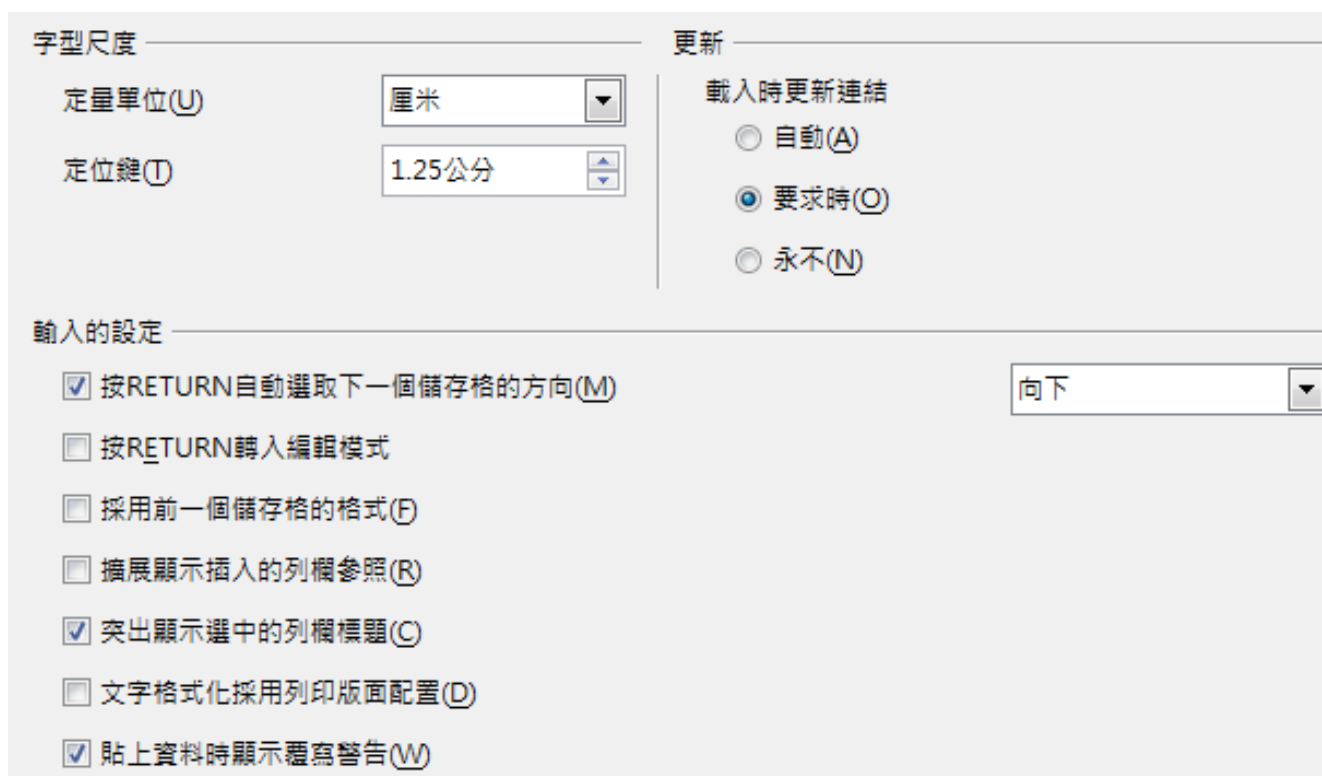 字型尺度
定量單位(U)
厘米
定位鍵(T)
1.25公分
更新
載入時更新連結
自動(A)
要求時(O)
永不(N)
輸入的設定
按RETURN自動選取下一個儲存格的方向(M)
向下
按RETURN轉入編輯模式
採用前一個儲存格的格式(F)
擴展顯示插入的列欄參照(R)
突出顯示選中的列欄標題(C)
文字格式化採用列印版面配置(D)
貼上資料時顯示覆寫警告(W)